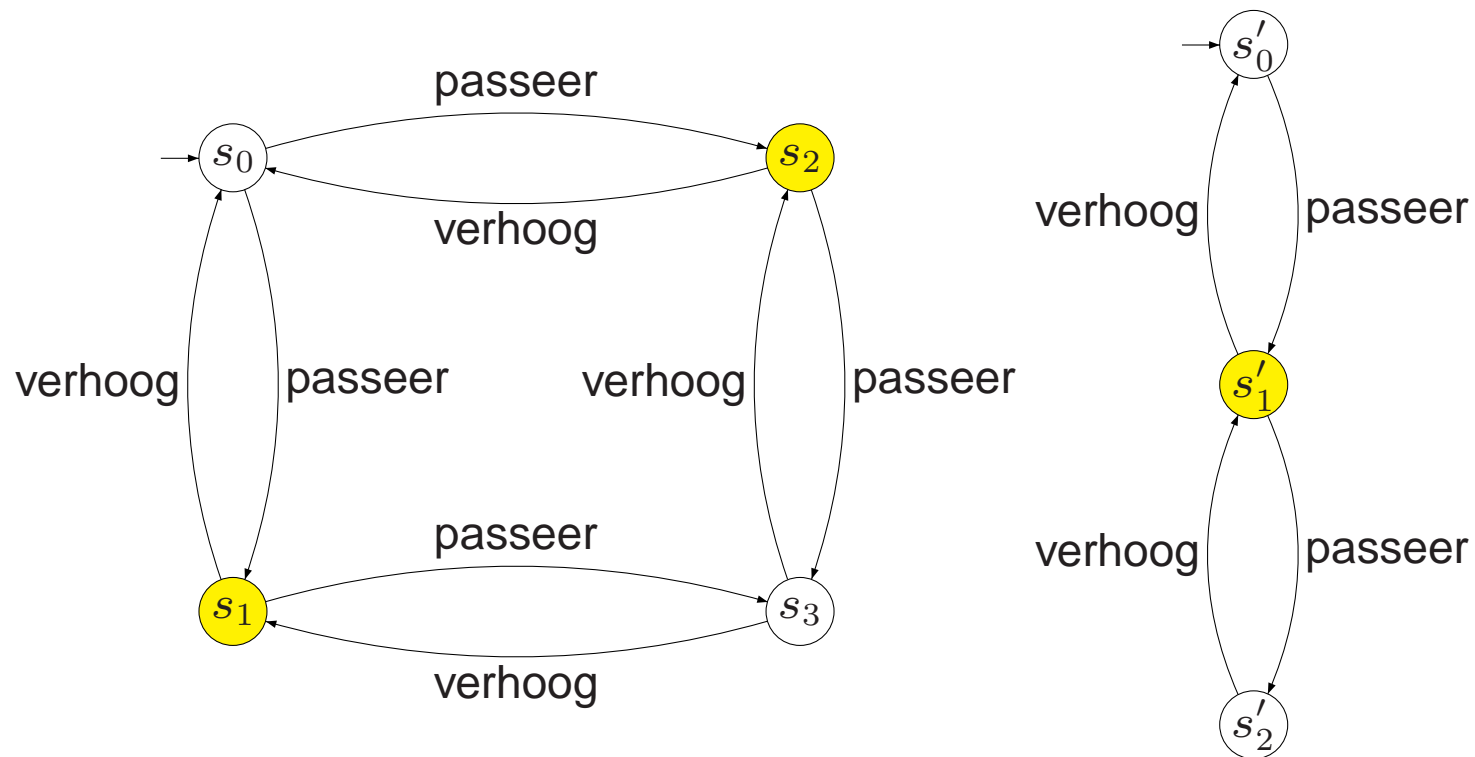 passeer
s₀
s₂
verhoog
verhoog
passeer
verhoog
passeer
passeer
s₁
s₃
verhoog
s′₀
verhoog
passeer
s′₁
verhoog
passeer
s′₂